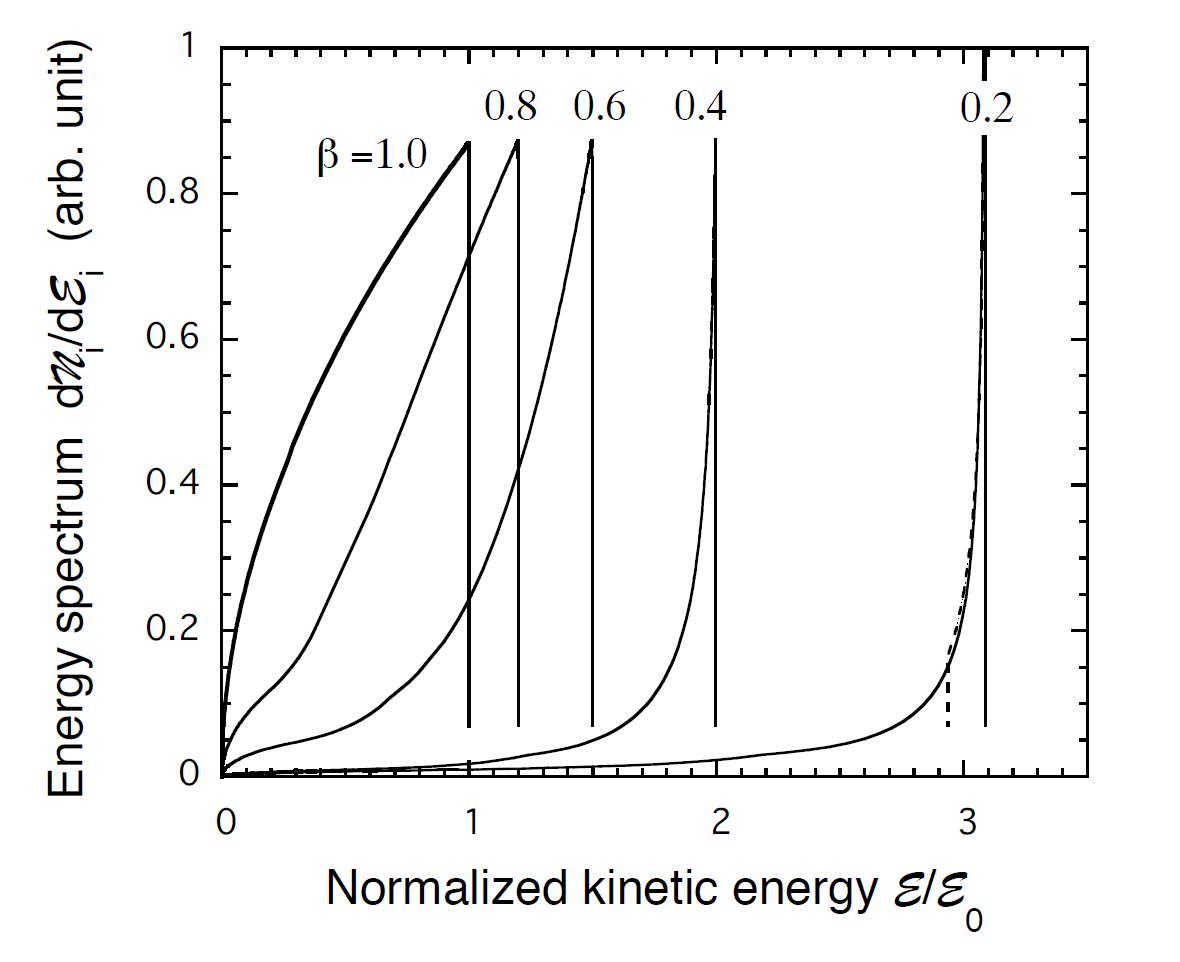 1
0.8 0.6 0.4 0.2
β =1.0
0.8
0.6
0.4
0.2
0
0 1 2 3
Normalized kinetic energy ℰ/ℰ₀
Energy spectrum d𝓃ᵢ/dℰᵢ (arb. unit)